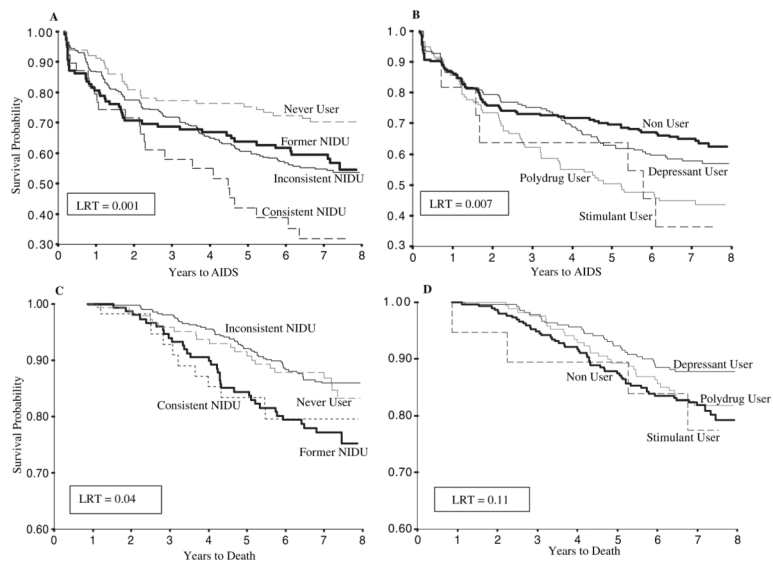 A
1.00
0.90
0.80
0.70
0.60
0.50
0.40
0.30
Survival Probability
Never User
Former NIDU
Inconsistent NIDU
Consistent NIDU
LRT = 0.001
0 1 2 3 4 5 6 7 8
Years to AIDS
B
1.0
0.9
0.8
0.7
0.6
0.5
0.4
0.3
Survival Probability
Non User
Depressant User
Polydrug User
Stimulant User
LRT = 0.007
0 1 2 3 4 5 6 7 8
Years to AIDS
C
1.00
0.90
0.80
0.70
0.60
Survival Probability
Inconsistent NIDU
Never User
Consistent NIDU
Former NIDU
LRT = 0.04
0 1 2 3 4 5 6 7 8
Years to Death
D
1.00
0.90
0.80
0.70
0.60
Depressant User
Non User
Polydrug User
Stimulant User
LRT = 0.11
0 1 2 3 4 5 6 7 8
Years to Death